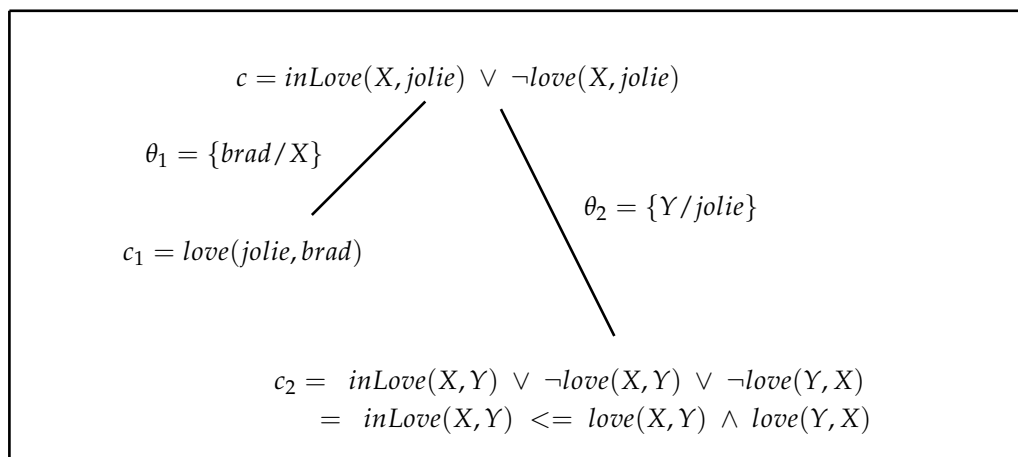 c = inLove(X, jolie) ∨ ¬love(X, jolie)
θ₁ = {brad/X}
θ₂ = {Y/jolie}
c₁ = love(jolie, brad)
c₂ = inLove(X, Y) ∨ ¬love(X, Y) ∨ ¬love(Y, X)
= inLove(X, Y) <= love(X, Y) ∧ love(Y, X)